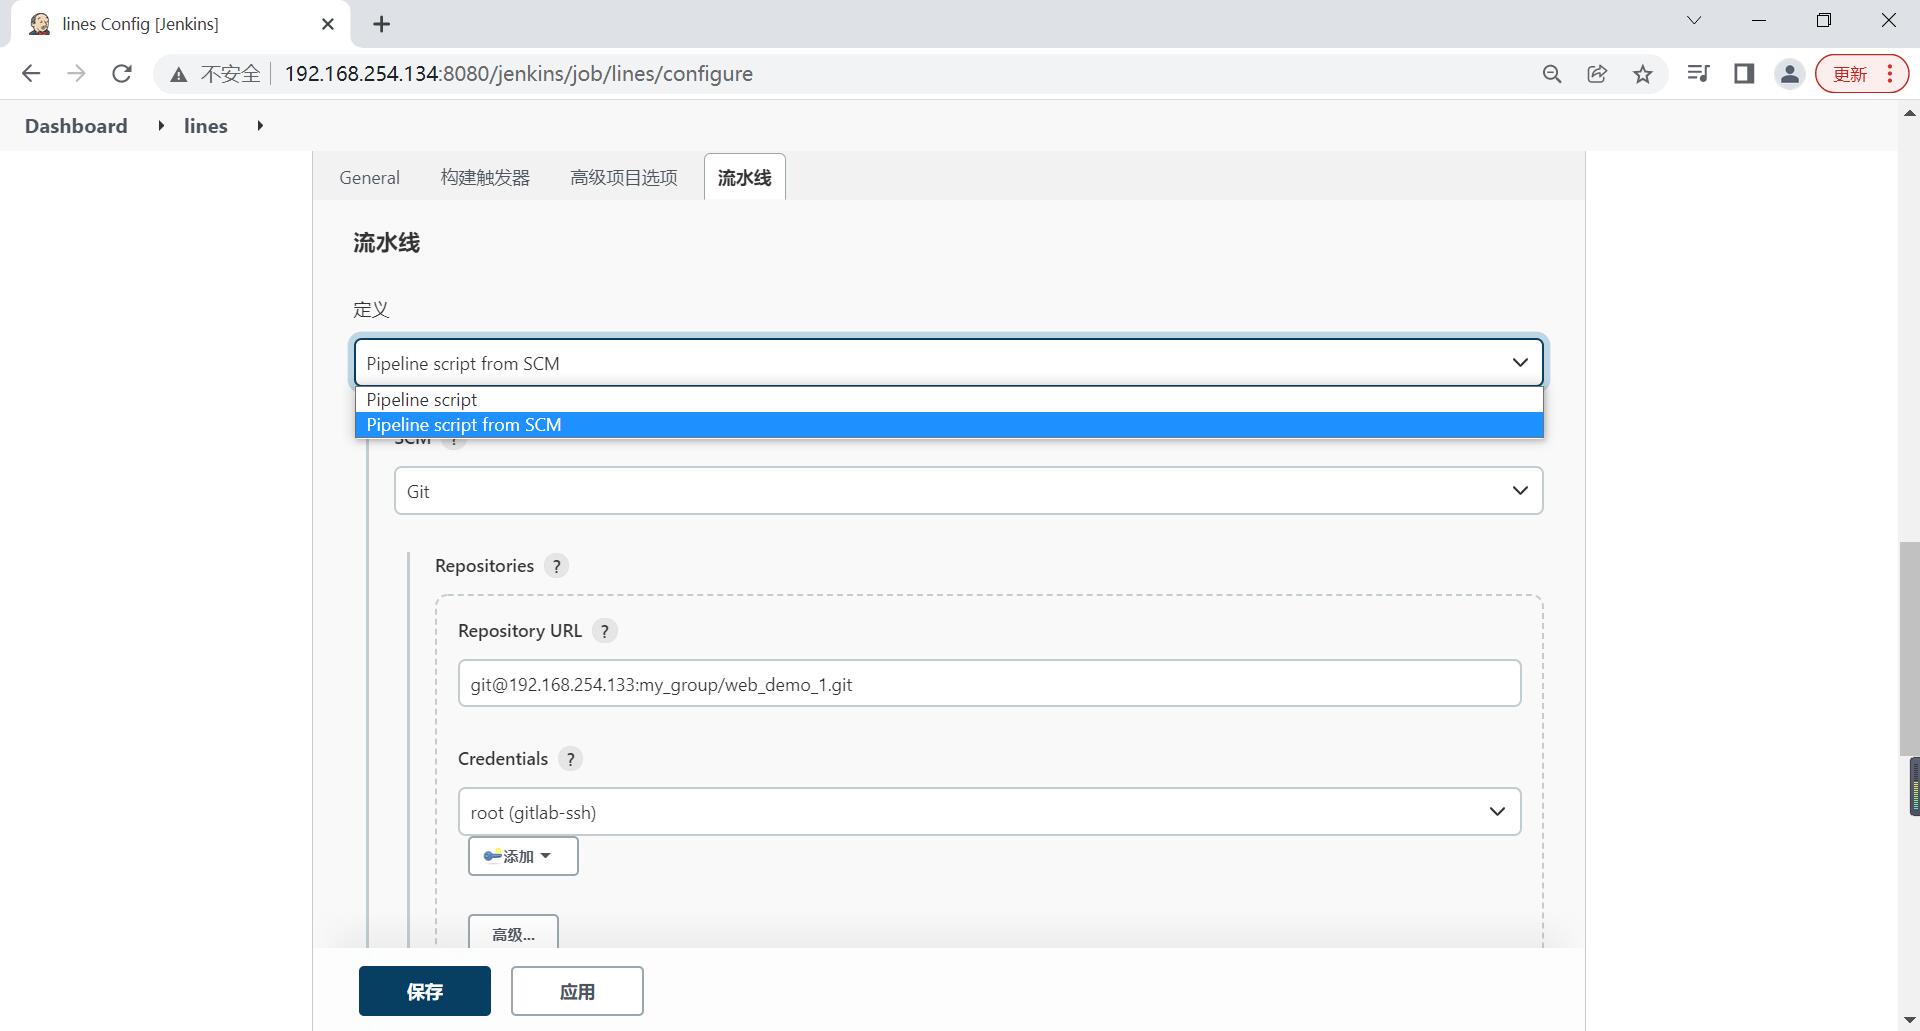 lines Config [Jenkins]
不安全 192.168.254.134:8080/jenkins/job/lines/configure
更新
Dashboard lines
General 构建触发器 高级项目选项 流水线
流水线
定义
Pipeline script from SCM
Pipeline script
Pipeline script from SCM
SCM ?
Git
Repositories ?
Repository URL ?
git@192.168.254.133:my_group/web_demo_1.git
Credentials ?
root (gitlab-ssh)
添加
高级...
保存 应用